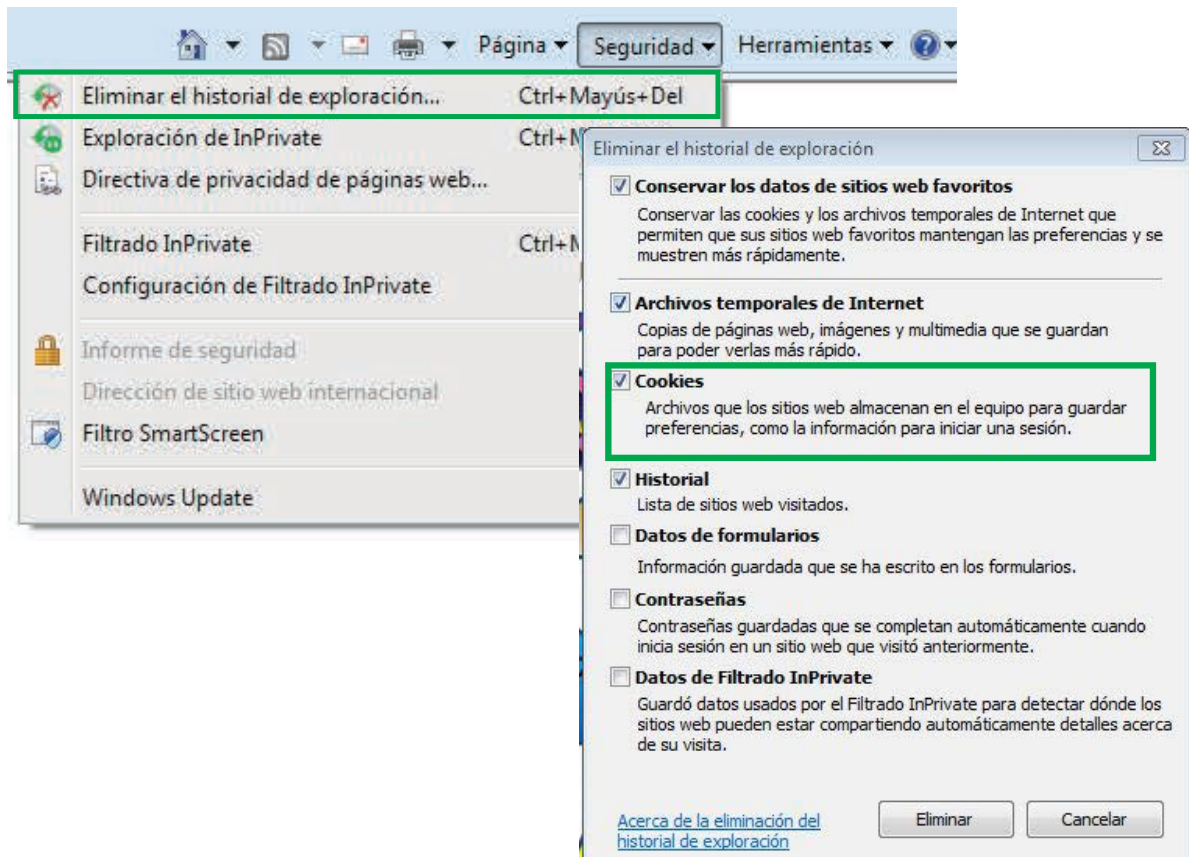 Página Seguridad Herramientas
Eliminar el historial de exploración... Ctrl+Mayús+Del
Exploración de InPrivate
Directiva de privacidad de páginas web...
Filtrado InPrivate
Configuración de Filtrado InPrivate
Informe de seguridad
Dirección de sitio web internacional
Filtro SmartScreen
Windows Update
Eliminar el historial de exploración
Conservar los datos de sitios web favoritos
Conservar las cookies y los archivos temporales de Internet que
permiten que sus sitios web favoritos mantengan las preferencias y se
muestren más rápidamente.
Archivos temporales de Internet
Copias de páginas web, imágenes y multimedia que se guardan
para poder verlas más rápido.
Cookies
Archivos que los sitios web almacenan en el equipo para guardar
preferencias, como la información para iniciar una sesión.
Historial
Lista de sitios web visitados.
Datos de formularios
Información guardada que se ha escrito en los formularios.
Contraseñas
Contraseñas guardadas que se completan automáticamente cuando
inicia sesión en un sitio web que visitó anteriormente.
Datos de Filtrado InPrivate
Guardó datos usados por el Filtrado InPrivate para detectar dónde los
sitios web pueden estar compartiendo automáticamente detalles acerca
de su visita.
Acerca de la eliminación del
historial de exploración
Eliminar Cancelar